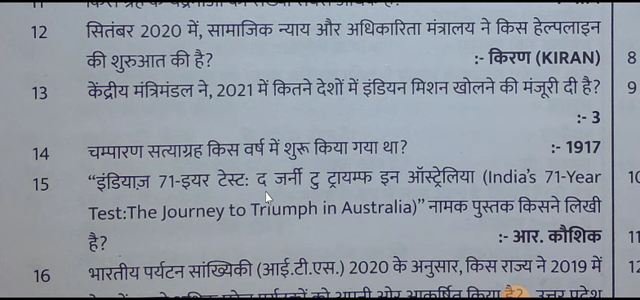 12 सितंबर 2020 में, सामाजिक न्याय और अधिकारिता मंत्रालय ने किस हेल्पलाइन
की शुरुआत की है? :- किरण (KIRAN) 8
13 केंद्रीय मंत्रिमंडल ने, 2021 में कितने देशों में इंडियन मिशन खोलने की मंजूरी दी है? 9
:- 3
14 चम्पारण सत्याग्रह किस वर्ष में शुरू किया गया था? :- 1917
15 “इंडियाज़ 71-इयर टेस्ट: द जर्नी टु ट्रायम्फ इन ऑस्ट्रेलिया (India's 71-Year 10
Test:The Journey to Triumph in Australia)” नामक पुस्तक किसने लिखी
है? :- आर. कौशिक 11
16 भारतीय पर्यटन सांख्यिकी (आई.टी.एस.) 2020 के अनुसार, किस राज्य ने 2019 में 12